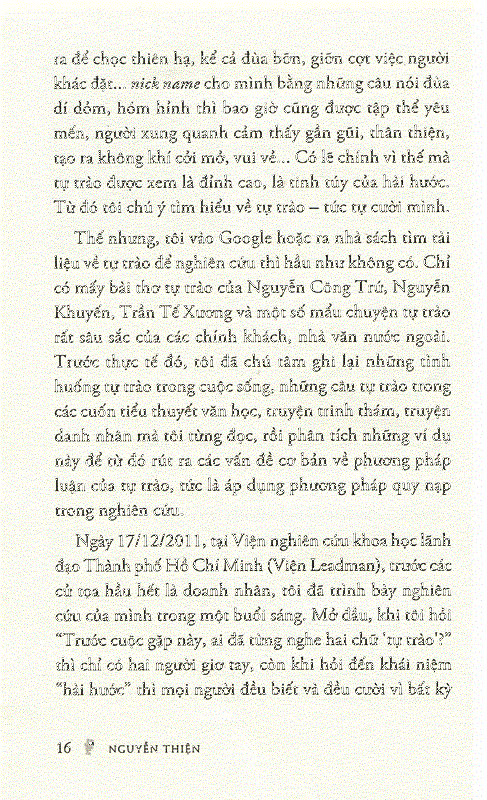 ra để chọc thiên hạ, kể cả đùa bỡn, giỡn cợt việc người
khác đặt... nick name cho mình bằng những câu nói đùa
dí dỏm, hóm hỉnh thì bao giờ cũng được tập thể yêu
mến, người xung quanh cảm thấy gần gũi, thân thiện,
tạo ra không khí cởi mở, vui vẻ... Có lẽ chính vì thế mà
tự trào được xem là đỉnh cao, là tinh túy của hài hước.
Từ đó tôi chú ý tìm hiểu về tự trào – tức tự cười mình.
Thế nhưng, tôi vào Google hoặc ra nhà sách tìm tài
liệu về tự trào để nghiên cứu thì hầu như không có. Chỉ
có mấy bài thơ tự trào của Nguyễn Công Trứ, Nguyễn
Khuyến, Trần Tế Xương và một số mẩu chuyện tự trào
rất sâu sắc của các chính khách, nhà văn nước ngoài.
Trước thực tế đó, tôi đã chú tâm ghi lại những tình
huống tự trào trong cuộc sống, những câu tự trào trong
các cuốn tiểu thuyết văn học, truyện trinh thám, truyện
danh nhân mà tôi từng đọc, rồi phân tích những ví dụ
này để từ đó rút ra các vấn đề cơ bản về phương pháp
luận của tự trào, tức là áp dụng phương pháp quy nạp
trong nghiên cứu.
Ngày 17/12/2011, tại Viện nghiên cứu khoa học lãnh
đạo Thành phố Hồ Chí Minh (Viện Leadman), trước các
cử tọa hầu hết là doanh nhân, tôi đã trình bày nghiên
cứu của mình trong một buổi sáng. Mở đầu, khi tôi hỏi
“Trước cuộc gặp này, ai đã từng nghe hai chữ 'tự trào'?”
thì chỉ có hai người giơ tay, còn khi hỏi đến khái niệm
“hài hước” thì mọi người đều biết và đều cười vì bất kỳ
16 NGUYỄN THIỆN